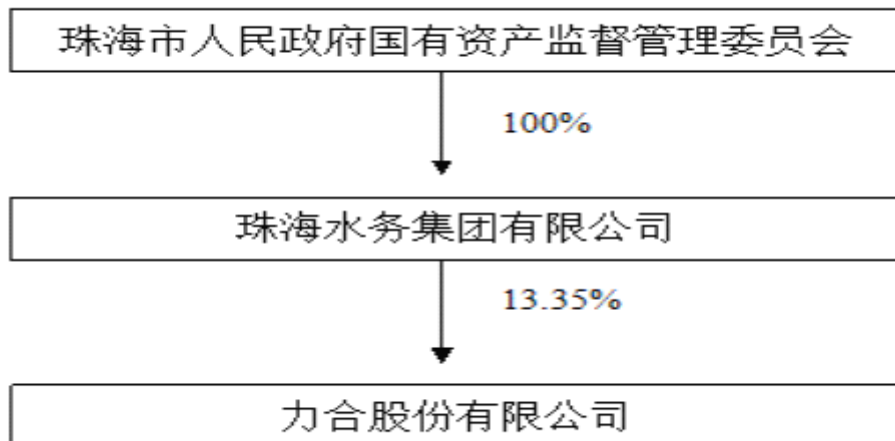 珠海市人民政府国有资产监督管理委员会
100%
珠海水务集团有限公司
13.35%
力合股份有限公司